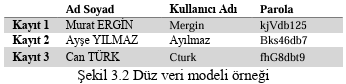 Ad Soyad Kullanıcı Adı Parola
Kayıt 1 Murat ERGİN Mergin kjVdb125
Kayıt 2 Ayşe YILMAZ Ayılmaz Bks46db7
Kayıt 3 Can TÜRK Cturk fhG8dbt9
Şekil 3.2 Düz veri modeli örneği